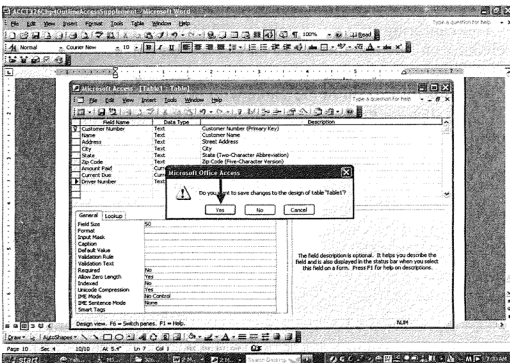 ACCT324Chp4OutlineAccessSupplement - Microsoft Word
File Edit View Insert Format Tools Table Window Help Type a question for help
100% Read
Normal Courier New 10 B I U
Microsoft Access - [Table1 : Table]
File Edit View Insert Tools Window Help Type a question for help
Field Name Data Type Description
Customer Number Text Customer Number (Primary Key)
Name Text Customer Name
Address Text Street Address
City Text City
State Text State (Two-Character Abbreviation)
Zip Code Text Zip Code (Five-Character Version)
Amount Paid
Current Due
Driver Number Text
Microsoft Office Access
Do you want to save changes to the design of table 'Table1'?
Yes No Cancel
General Lookup
Field Size 50
Format
Input Mask
Caption
Default Value
Validation Rule
Validation Text
Required No
Allow Zero Length Yes
Indexed No
Unicode Compression Yes
IME Mode No Control
IME Sentence Mode None
Smart Tags
The field description is optional. It helps you describe the
field and is also displayed in the status bar when you select
this field on a form. Press F1 for help on descriptions.
Design view. F6 = Switch panes. F1 = Help. NUM
Draw AutoShapes
Page 10 Sec 4 10/10 At 5.4" Ln 7 Col 1
start